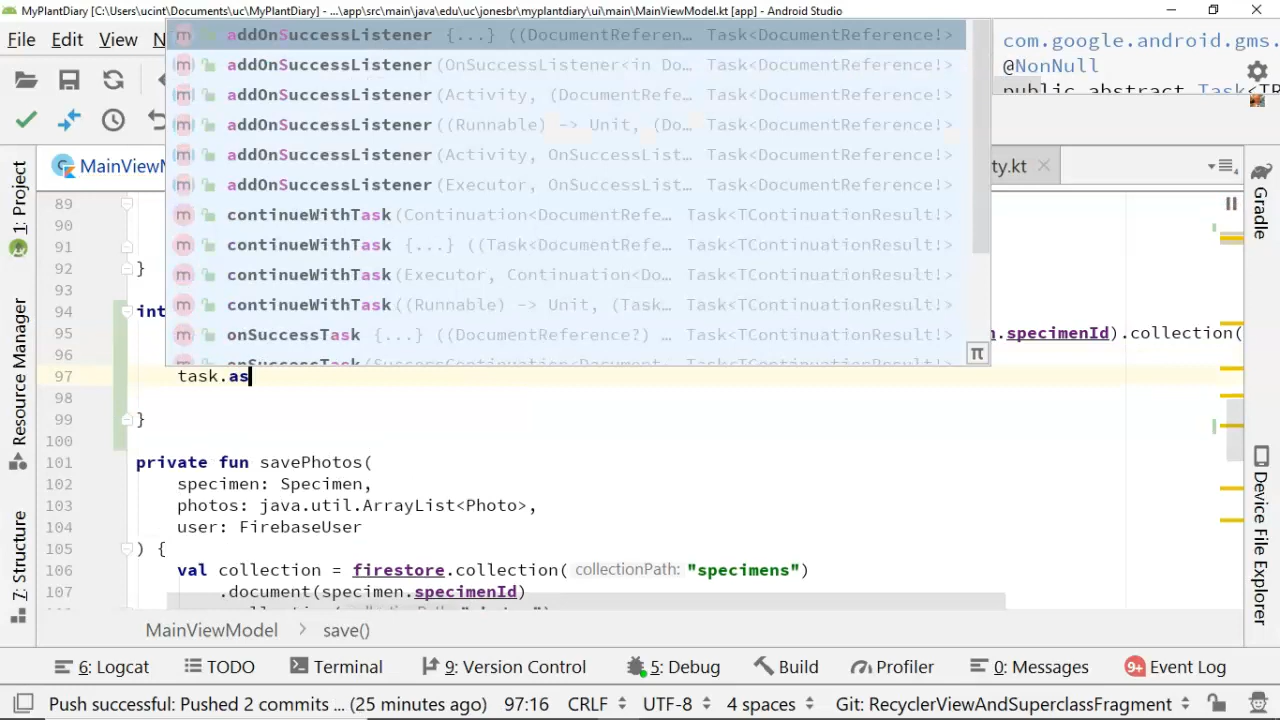 MyPlantDiary [C:\Users\ucint\Documents\uc\MyPlantDiary] - ...\app\src\main\java\edu\uc\jonesbr\myplantdiary\ui\main\MainViewModel.kt [app] - Android Studio
File Edit View N
addOnSuccessListener {...} ((DocumentReferen… Task<DocumentReference!>
addOnSuccessListener(OnSuccessListener<in Do… Task<DocumentReference!>
addOnSuccessListener(Activity, (DocumentRefe… Task<DocumentReference!>
addOnSuccessListener((Runnable) -> Unit, (Do… Task<DocumentReference!>
addOnSuccessListener(Activity, OnSuccessList… Task<DocumentReference!>
addOnSuccessListener(Executor, OnSuccessList… Task<DocumentReference!>
continueWithTask(Continuation<DocumentRefe… Task<TContinuationResult!>
continueWithTask {...} ((Task<DocumentRefe… Task<TContinuationResult!>
continueWithTask(Executor, Continuation<Do… Task<TContinuationResult!>
continueWithTask((Runnable) -> Unit, (Task… Task<TContinuationResult!>
onSuccessTask {...} ((DocumentReference?) … Task<TContinuationResult!>
π
com.google.android.gms.
@NonNull
public abstract Task<TR
MainViewM
ty.kt
89
90
91
92 }
93
94 int
95 .specimenId).collection(
96
97 task.as
98
99 }
100
101 private fun savePhotos(
102 specimen: Specimen,
103 photos: java.util.ArrayList<Photo>,
104 user: FirebaseUser
105 ) {
106 val collection = firestore.collection( collectionPath: "specimens")
107 .document(specimen.specimenId)
MainViewModel > save()
1: Project
Resource Manager
7: Structure
Gradle
Device File Explorer
6: Logcat TODO Terminal 9: Version Control 5: Debug Build Profiler 0: Messages 9+ Event Log
Push successful: Pushed 2 commits ... (25 minutes ago) 97:16 CRLF UTF-8 4 spaces Git: RecyclerViewAndSuperclassFragment